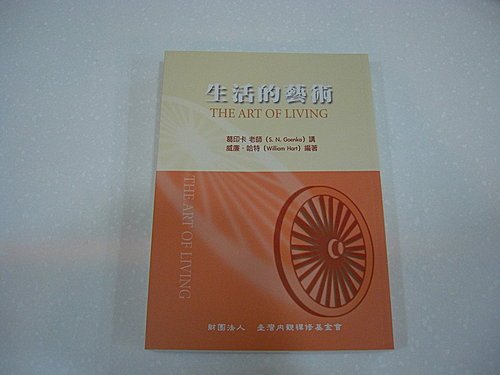 生活的藝術
THE ART OF LIVING
葛印卡 老師 (S. N. Goenka) 講
威廉・哈特 (William Hart) 編著
THE ART OF LIVING
財團法人 臺灣內觀禪修基金會